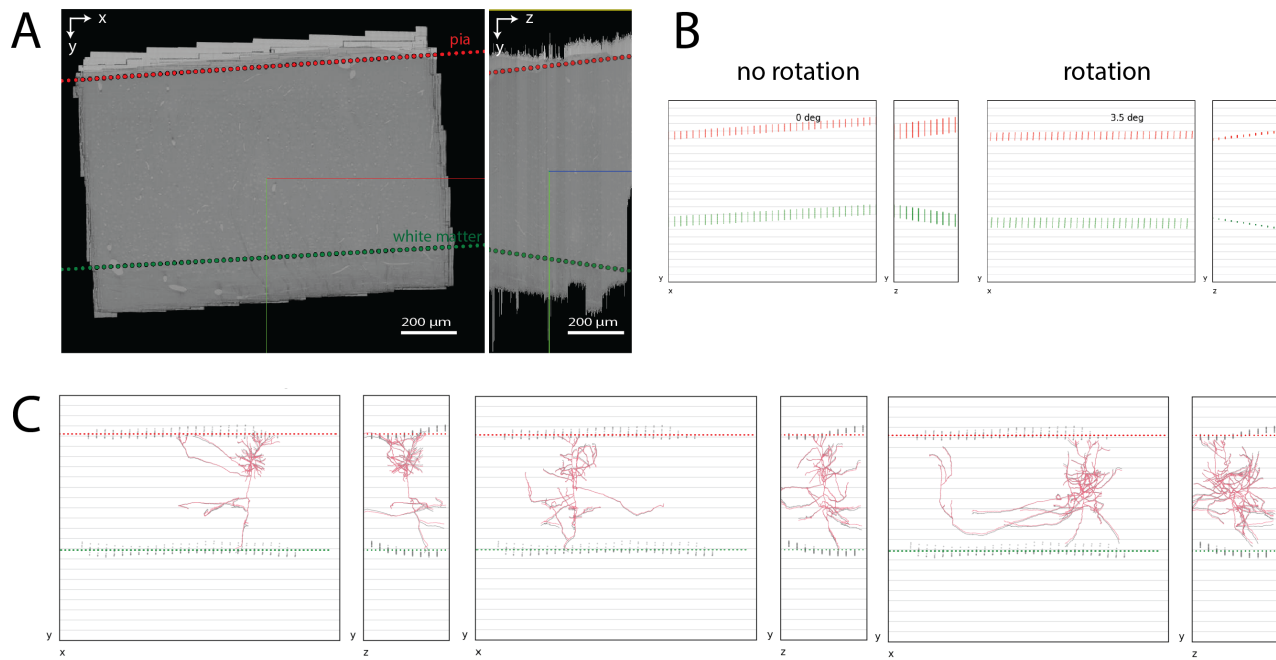 A
x
y
pia
white matter
200 µm
z
y
200 µm
B
no rotation
rotation
0 deg
3.5 deg
y
x
y
z
y
x
y
z
C
y
x
y
z
y
x
y
z
y
x
y
z